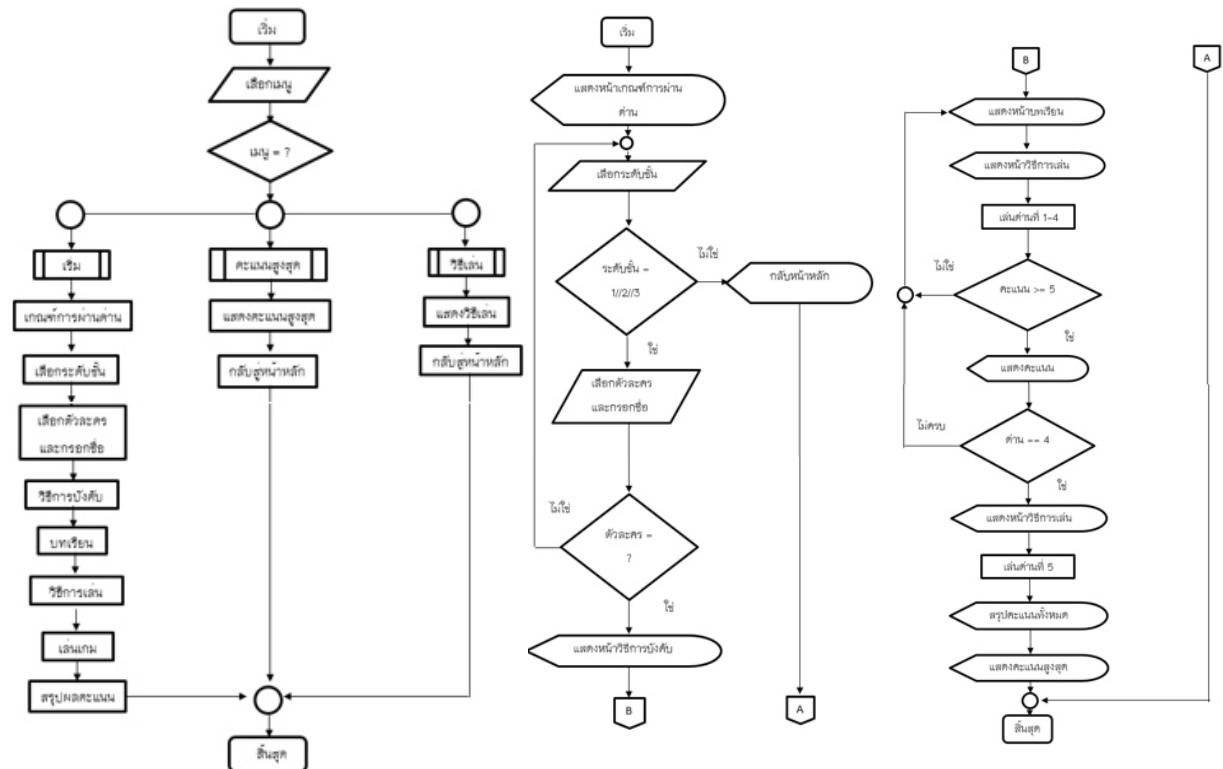 เริ่ม
เลือกเมนู
เมนู = ?
เริ่ม
เกณฑ์การผ่านด่าน
เลือกระดับชั้น
เลือกตัวละคร
และกรอกชื่อ
วิธีการบังคับ
บทเรียน
วิธีการเล่น
เล่นเกม
สรุปผลคะแนน
คะแนนสูงสุด
แสดงคะแนนสูงสุด
กลับสู่หน้าหลัก
วิธีเล่น
แสดงวิธีเล่น
กลับสู่หน้าหลัก
สิ้นสุด
เริ่ม
แสดงหน้าเกณฑ์การผ่าน
ด่าน
เลือกระดับชั้น
ระดับชั้น =
1//2//3
ไม่ใช่
กลับหน้าหลัก
ใช่
เลือกตัวละคร
และกรอกชื่อ
ไม่ใช่
ตัวละคร =
?
ใช่
แสดงหน้าวิธีการบังคับ
B
A
B
A
แสดงหน้าบทเรียน
แสดงหน้าวิธีการเล่น
เล่นด่านที่ 1-4
ไม่ใช่
คะแนน >= 5
ใช่
แสดงคะแนน
ไม่ครบ
ด่าน == 4
ใช่
แสดงหน้าวิธีการเล่น
เล่นด่านที่ 5
สรุปคะแนนทั้งหมด
แสดงคะแนนสูงสุด
สิ้นสุด